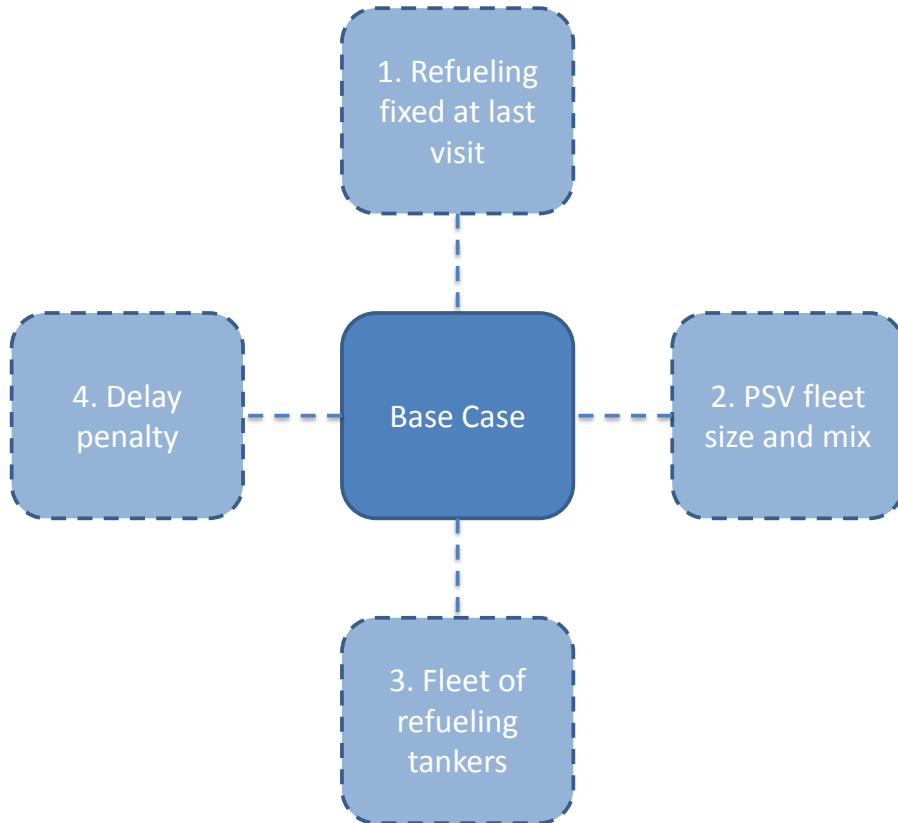 1. Refueling
fixed at last
visit
4. Delay
penalty
Base Case
2. PSV fleet
size and mix
3. Fleet of
refueling
tankers